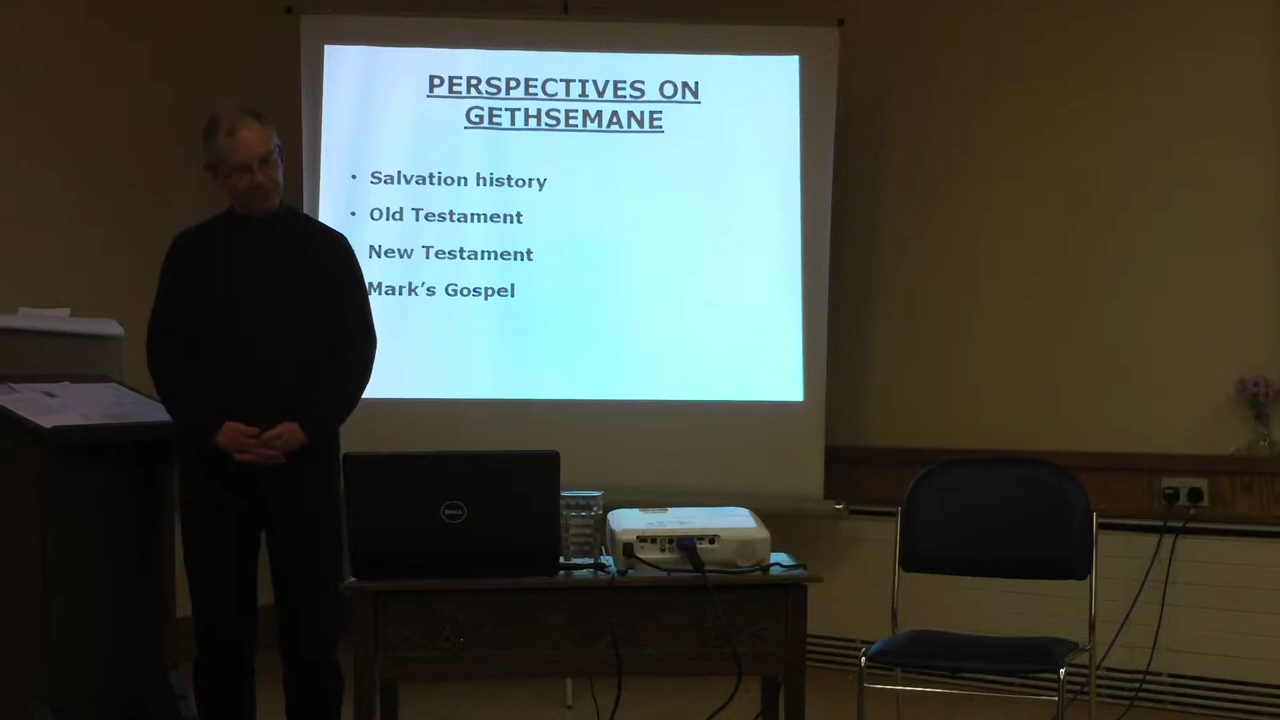 PERSPECTIVES ON
GETHSEMANE
• Salvation history
• Old Testament
New Testament
Mark's Gospel
DELL